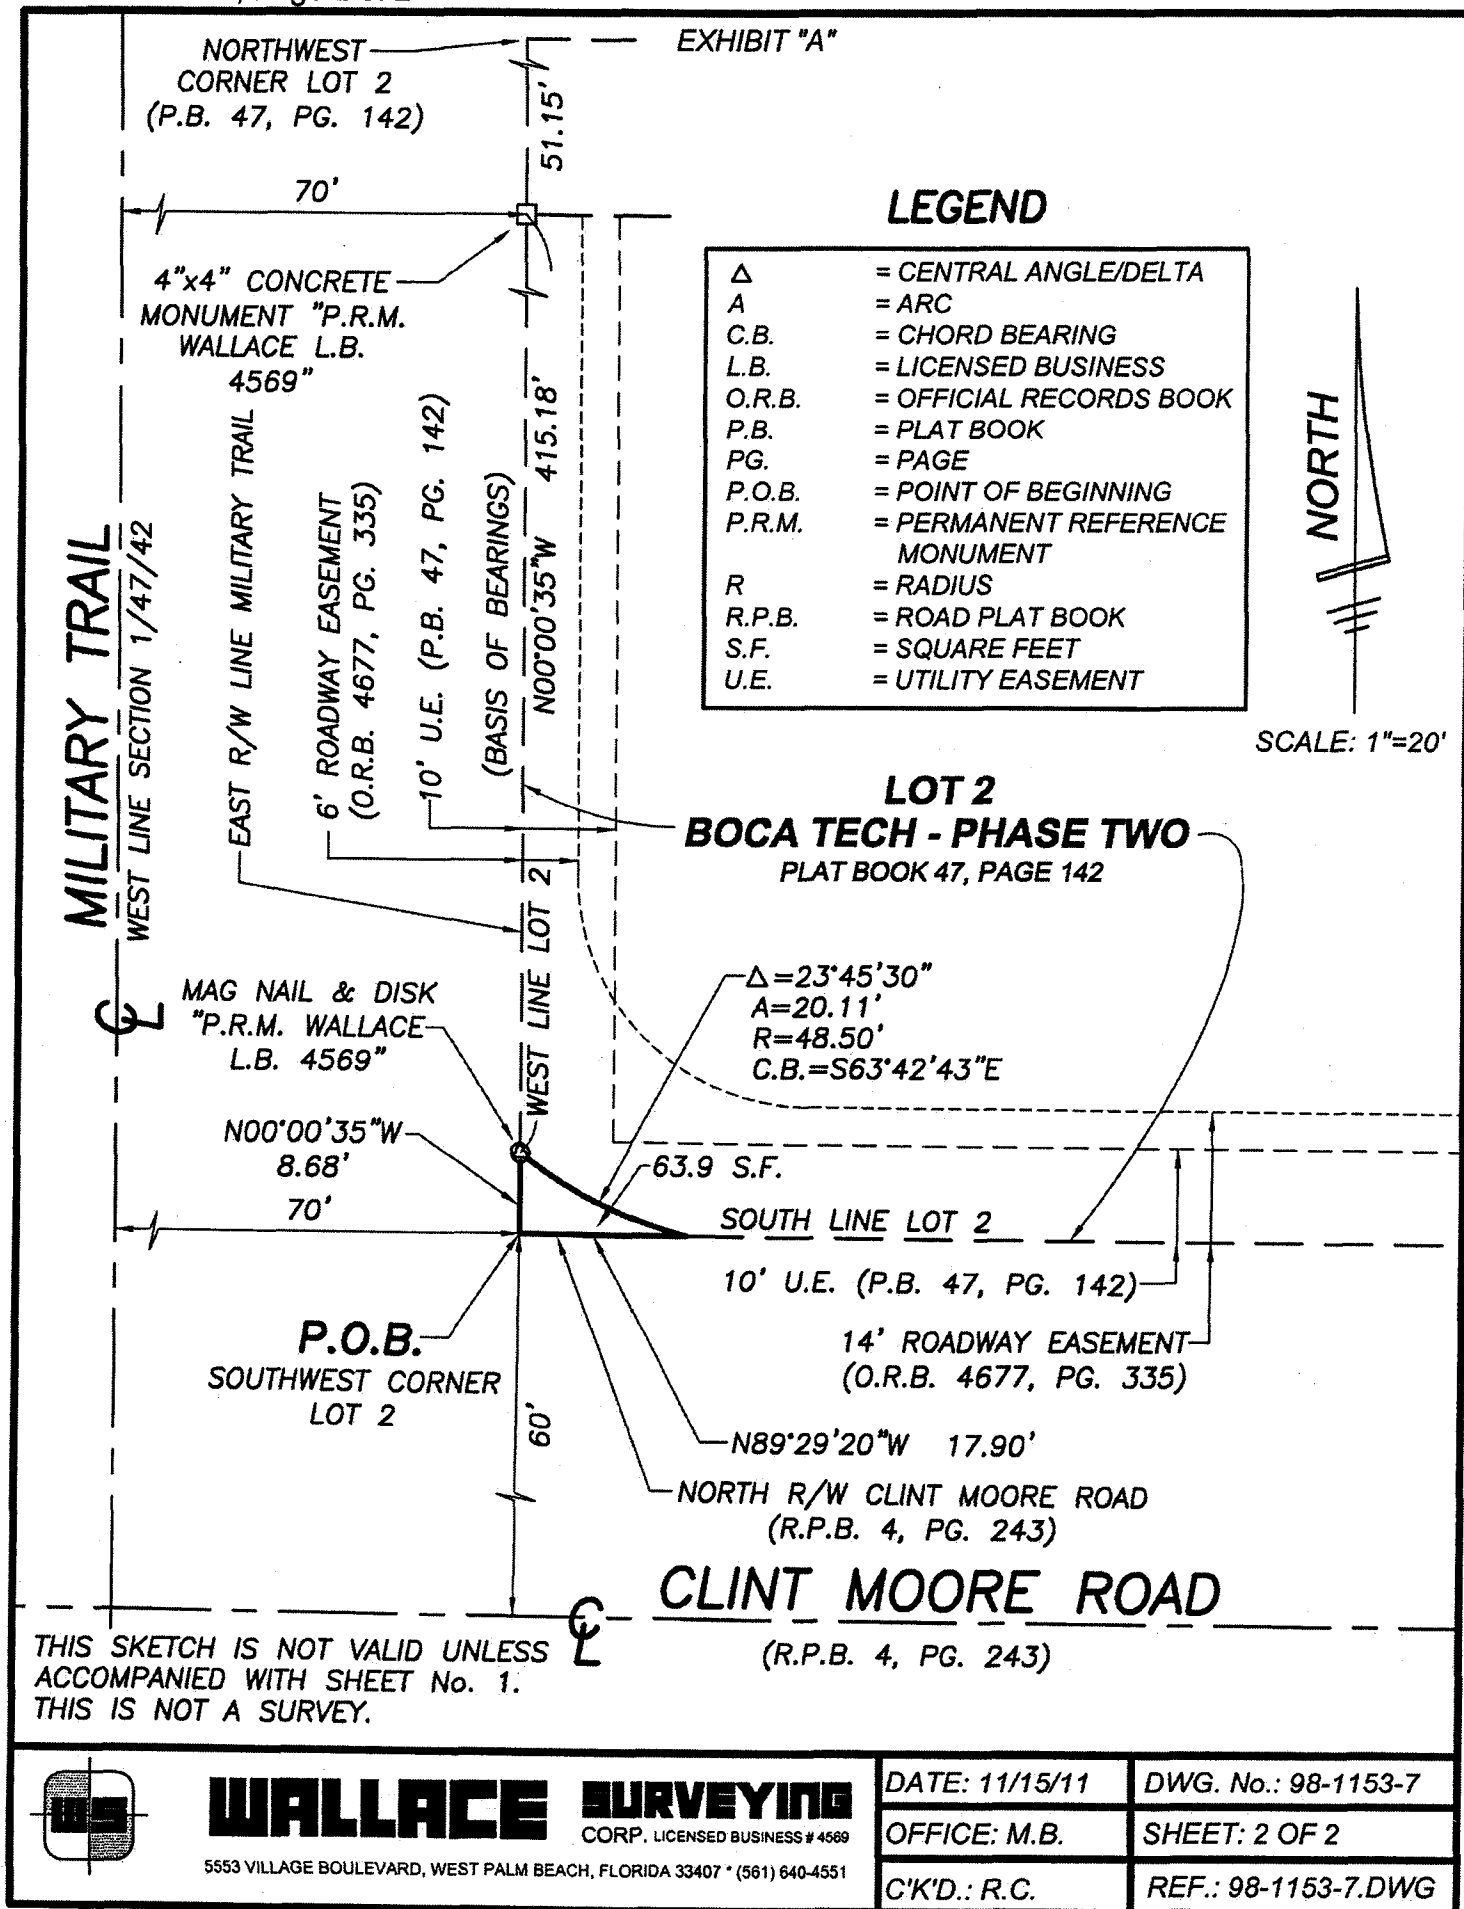 EXHIBIT "A"
NORTHWEST
CORNER LOT 2
(P.B. 47, PG. 142)
51.15'
70'
4"x4" CONCRETE
MONUMENT "P.R.M.
WALLACE L.B.
4569"
LEGEND
Δ = CENTRAL ANGLE/DELTA
A = ARC
C.B. = CHORD BEARING
L.B. = LICENSED BUSINESS
O.R.B. = OFFICIAL RECORDS BOOK
P.B. = PLAT BOOK
PG. = PAGE
P.O.B. = POINT OF BEGINNING
P.R.M. = PERMANENT REFERENCE
MONUMENT
R = RADIUS
R.P.B. = ROAD PLAT BOOK
S.F. = SQUARE FEET
U.E. = UTILITY EASEMENT
NORTH
SCALE: 1"=20'
MILITARY TRAIL
WEST LINE SECTION 1/47/42
EAST R/W LINE MILITARY TRAIL
6' ROADWAY EASEMENT
(O.R.B. 4677, PG. 335)
10' U.E. (P.B. 47, PG. 142)
(BASIS OF BEARINGS)
N00°00'35"W 415.18'
WEST LINE LOT 2
LOT 2
BOCA TECH - PHASE TWO
PLAT BOOK 47, PAGE 142
Δ=23°45'30"
A=20.11'
R=48.50'
C.B.=S63°42'43"E
MAG NAIL & DISK
"P.R.M. WALLACE
L.B. 4569"
CL
N00°00'35"W
8.68'
63.9 S.F.
70'
SOUTH LINE LOT 2
10' U.E. (P.B. 47, PG. 142)
P.O.B.
SOUTHWEST CORNER
LOT 2
14' ROADWAY EASEMENT
(O.R.B. 4677, PG. 335)
60'
N89°29'20"W 17.90'
NORTH R/W CLINT MOORE ROAD
(R.P.B. 4, PG. 243)
CLINT MOORE ROAD
CL
(R.P.B. 4, PG. 243)
THIS SKETCH IS NOT VALID UNLESS
ACCOMPANIED WITH SHEET No. 1.
THIS IS NOT A SURVEY.
WS
WALLACE SURVEYING
CORP. LICENSED BUSINESS # 4569
5553 VILLAGE BOULEVARD, WEST PALM BEACH, FLORIDA 33407 * (561) 640-4551
DATE: 11/15/11
DWG. No.: 98-1153-7
OFFICE: M.B.
SHEET: 2 OF 2
C'K'D.: R.C.
REF.: 98-1153-7.DWG